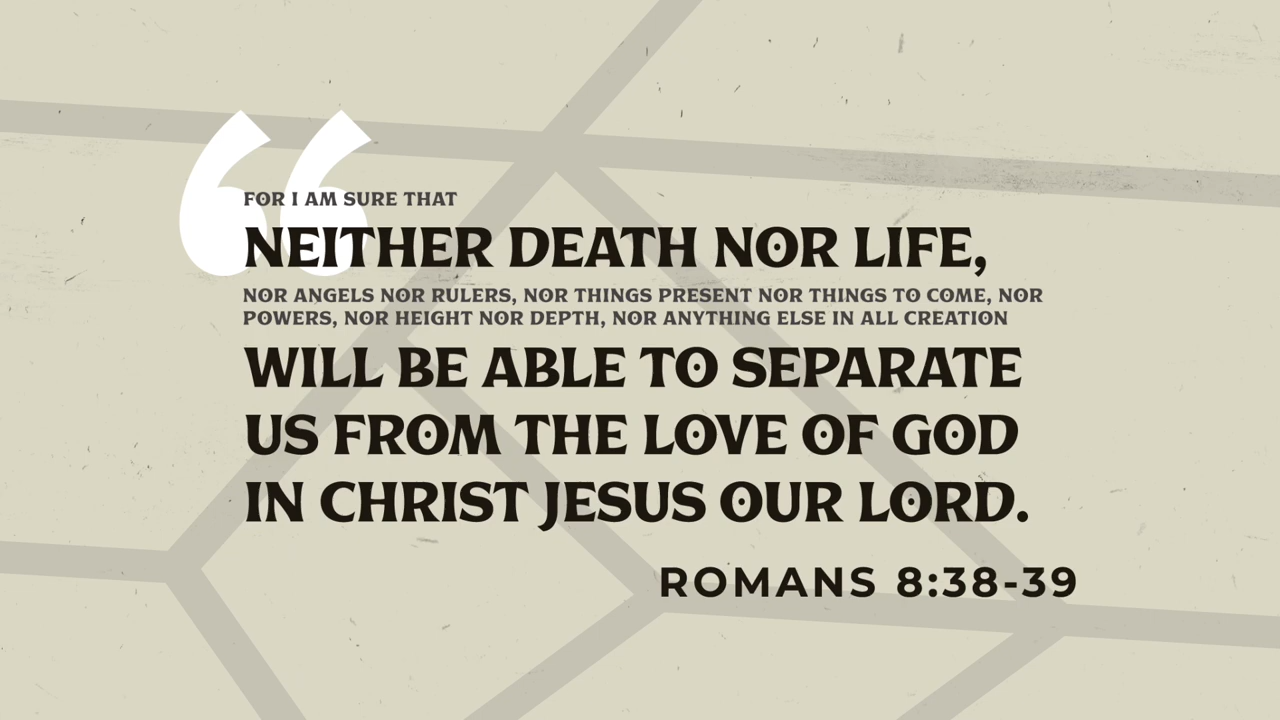 “
FOR I AM SURE THAT
NEITHER DEATH NOR LIFE,
NOR ANGELS NOR RULERS, NOR THINGS PRESENT NOR THINGS TO COME, NOR
POWERS, NOR HEIGHT NOR DEPTH, NOR ANYTHING ELSE IN ALL CREATION
WILL BE ABLE TO SEPARATE
US FROM THE LOVE OF GOD
IN CHRIST JESUS OUR LORD.
ROMANS 8:38-39